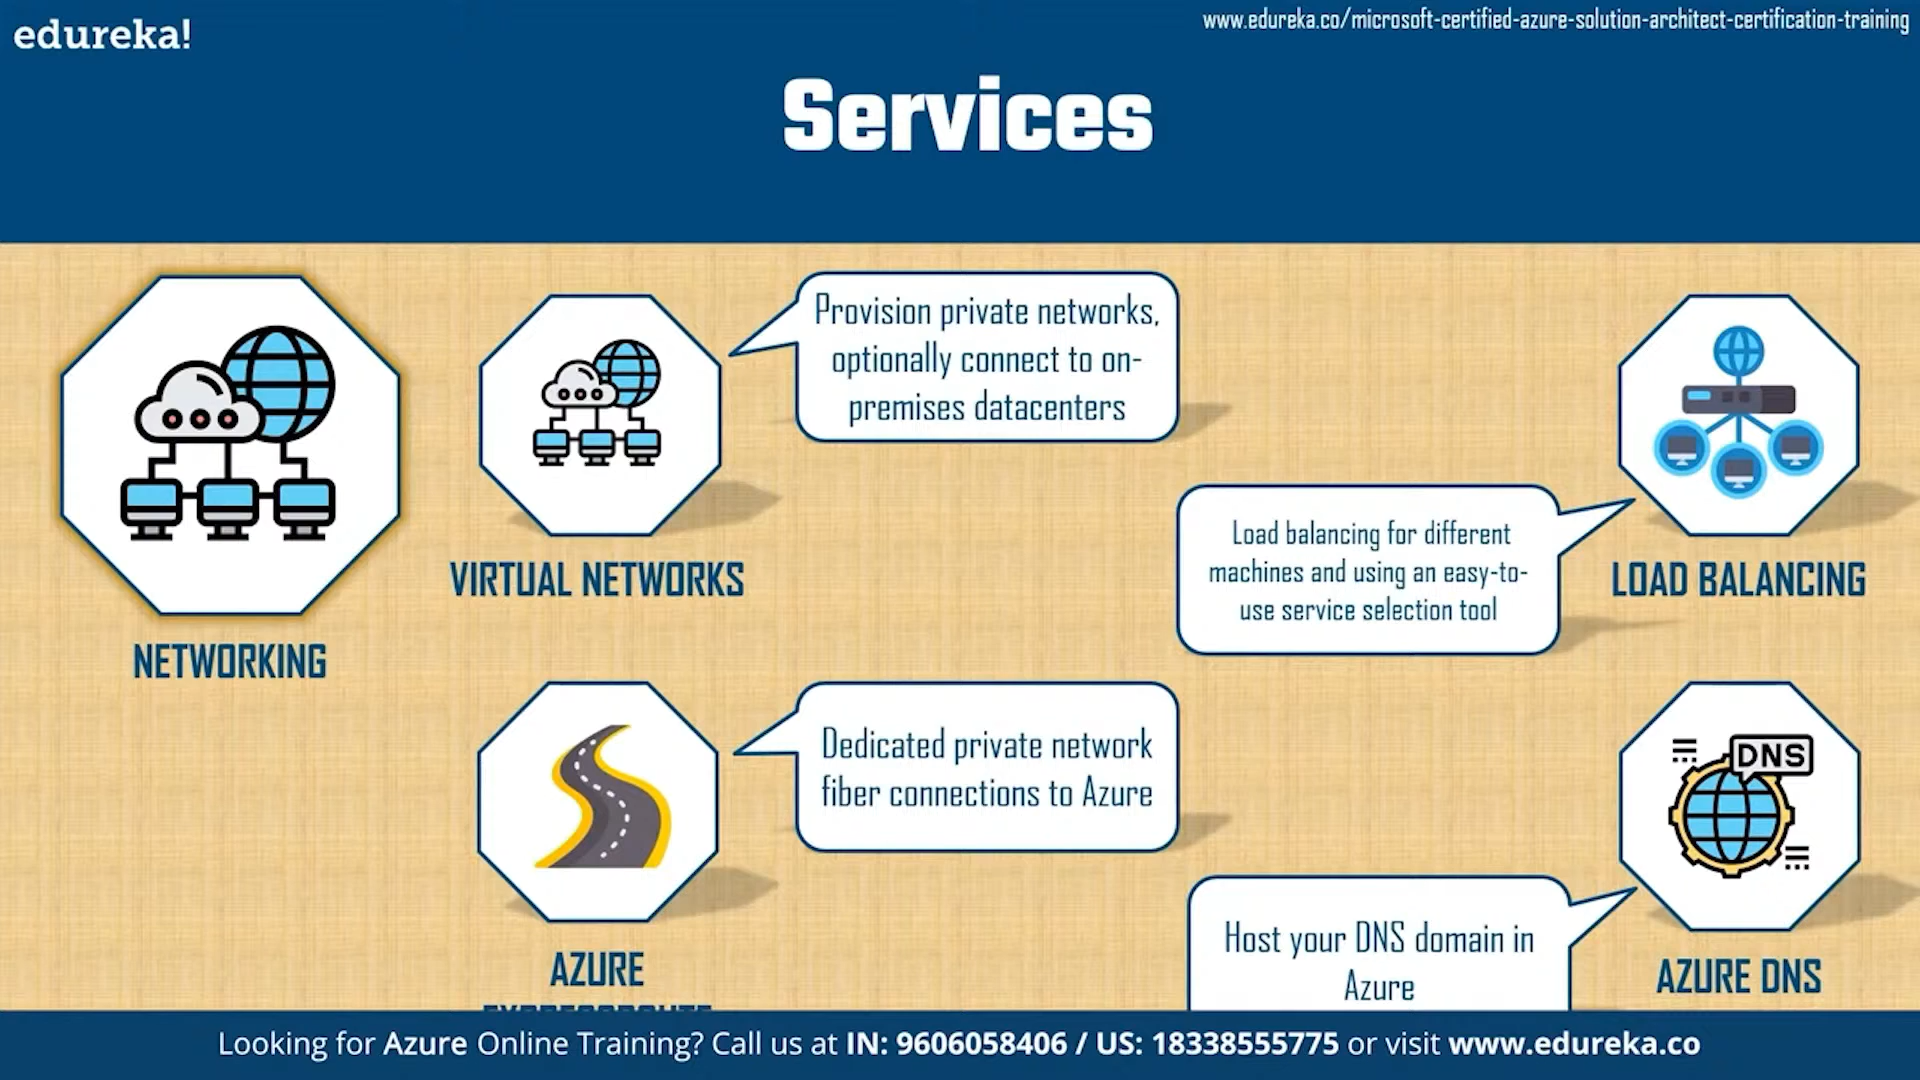 edureka!
www.edureka.co/microsoft-certified-azure-solution-architect-certification-training
Services
NETWORKING
VIRTUAL NETWORKS
Provision private networks,
optionally connect to on-
premises datacenters
Load balancing for different
machines and using an easy-to-
use service selection tool
LOAD BALANCING
AZURE
Dedicated private network
fiber connections to Azure
Host your DNS domain in
Azure
DNS
AZURE DNS
Looking for Azure Online Training? Call us at IN: 9606058406 / US: 18338555775 or visit www.edureka.co